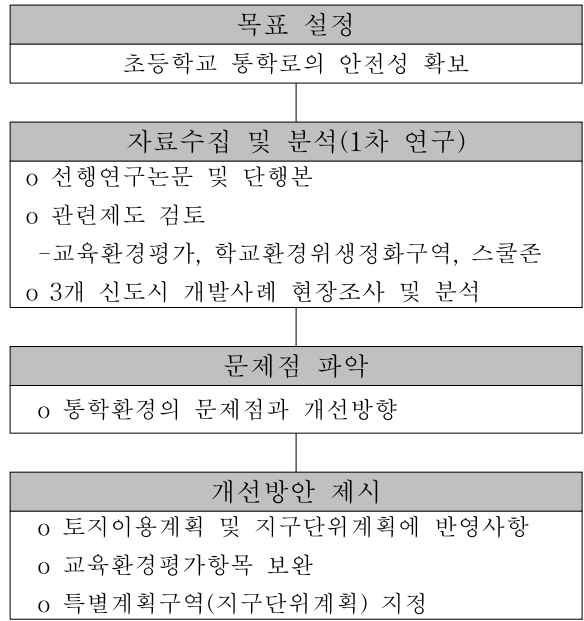 목표 설정
초등학교 통학로의 안전성 확보
자료수집 및 분석(1차 연구)
o 선행연구논문 및 단행본
o 관련제도 검토
-교육환경평가, 학교환경위생정화구역, 스쿨존
o 3개 신도시 개발사례 현장조사 및 분석
문제점 파악
o 통학환경의 문제점과 개선방향
개선방안 제시
o 토지이용계획 및 지구단위계획에 반영사항
o 교육환경평가항목 보완
o 특별계획구역(지구단위계획) 지정